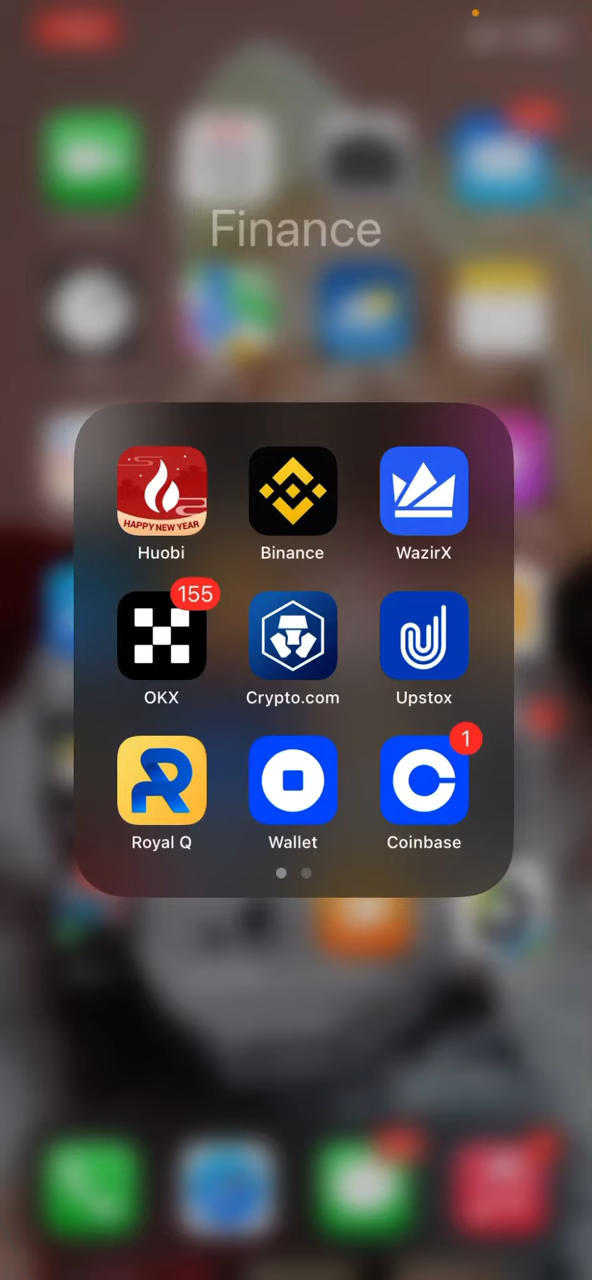 Finance
HAPPY NEW YEAR
Huobi
Binance
WazirX
155
OKX
Crypto.com
Upstox
1
Royal Q
Wallet
Coinbase